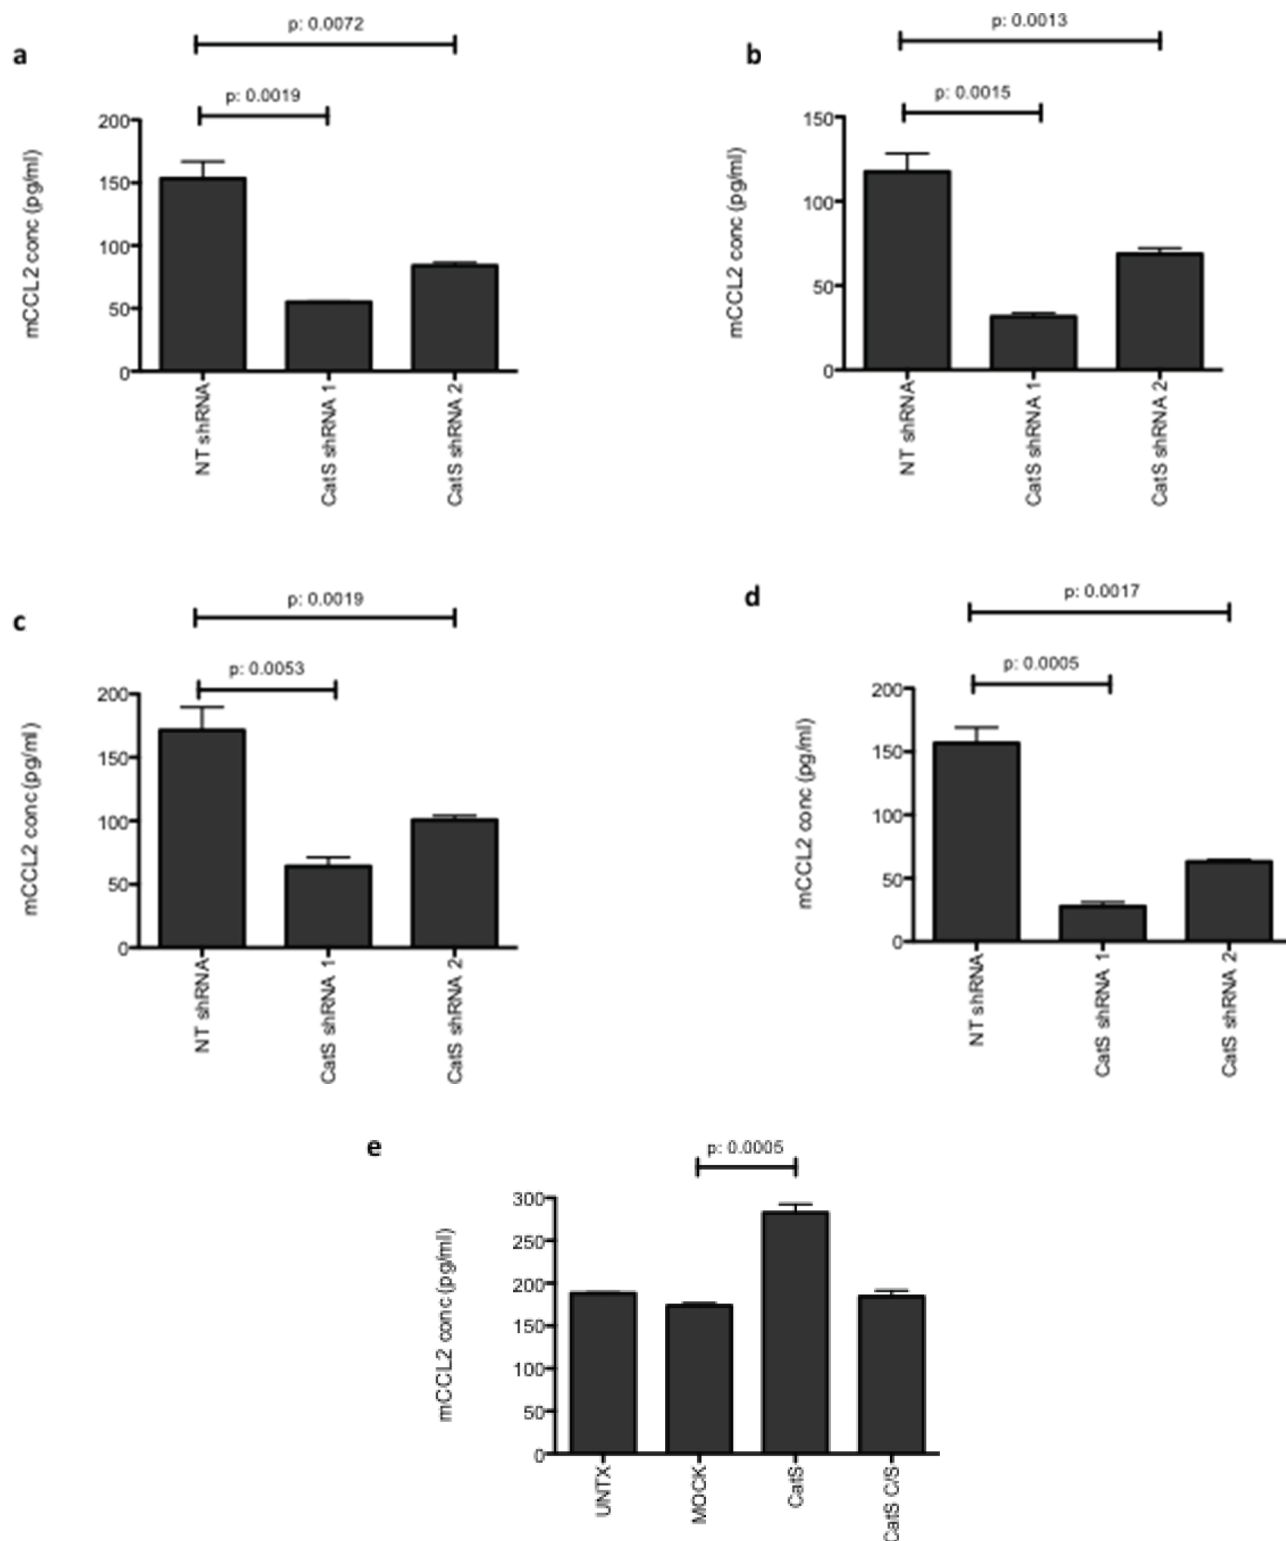 a
p: 0.0072
p: 0.0019
mCCL2 conc (pg/ml)
200
150
100
50
0
NT shRNA
CatS shRNA 1
CatS shRNA 2
b
p: 0.0013
p: 0.0015
mCCL2 conc (pg/ml)
150
100
50
0
NT shRNA
CatS shRNA 1
CatS shRNA 2
c
p: 0.0019
p: 0.0053
mCCL2 conc (pg/ml)
200
150
100
50
0
NT shRNA
CatS shRNA 1
CatS shRNA 2
d
p: 0.0017
p: 0.0005
mCCL2 conc (pg/ml)
200
150
100
50
0
NT shRNA
CatS shRNA 1
CatS shRNA 2
e
p: 0.0005
mCCL2 conc (pg/ml)
300
250
200
150
100
50
0
UNTX
MOCK
CatS
CatS C/S